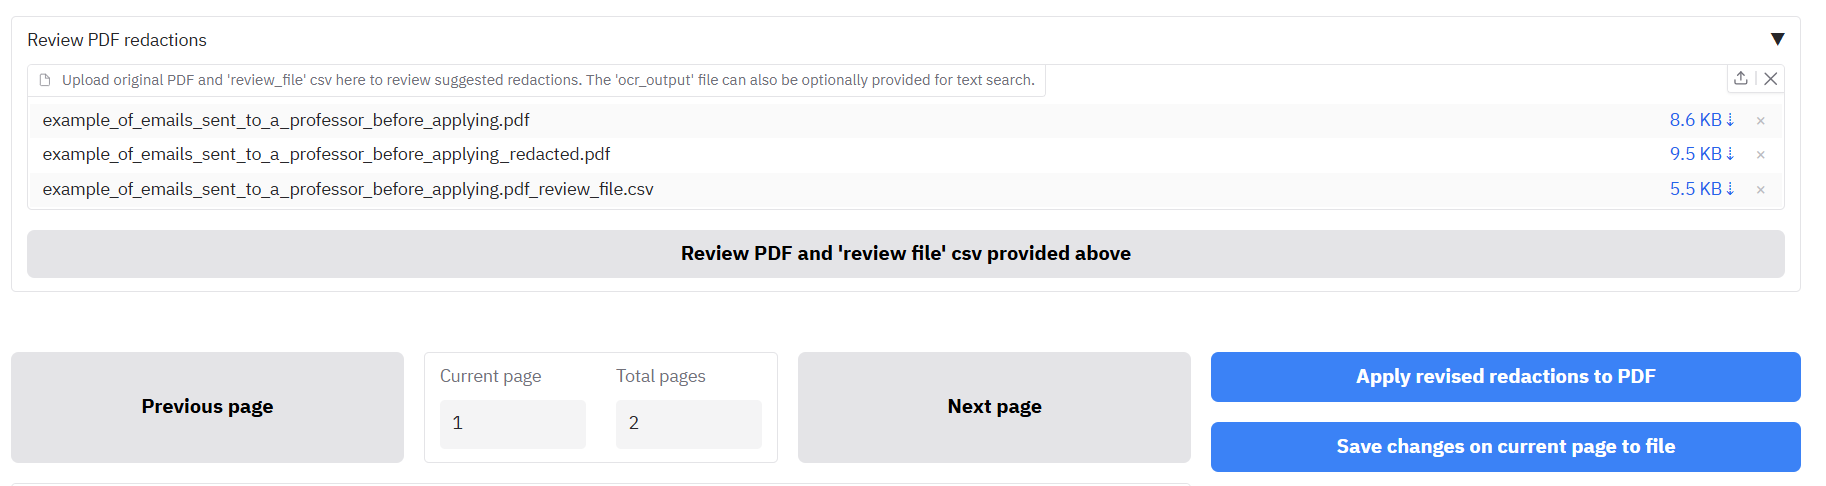 Review PDF redactions
▼
Upload original PDF and 'review_file' csv here to review suggested redactions. The 'ocr_output' file can also be optionally provided for text search.
example_of_emails_sent_to_a_professor_before_applying.pdf 8.6 KB⇣ ×
example_of_emails_sent_to_a_professor_before_applying_redacted.pdf 9.5 KB⇣ ×
example_of_emails_sent_to_a_professor_before_applying.pdf_review_file.csv 5.5 KB⇣ ×
Review PDF and 'review file' csv provided above
Previous page
Current page
1
Total pages
2
Next page
Apply revised redactions to PDF
Save changes on current page to file